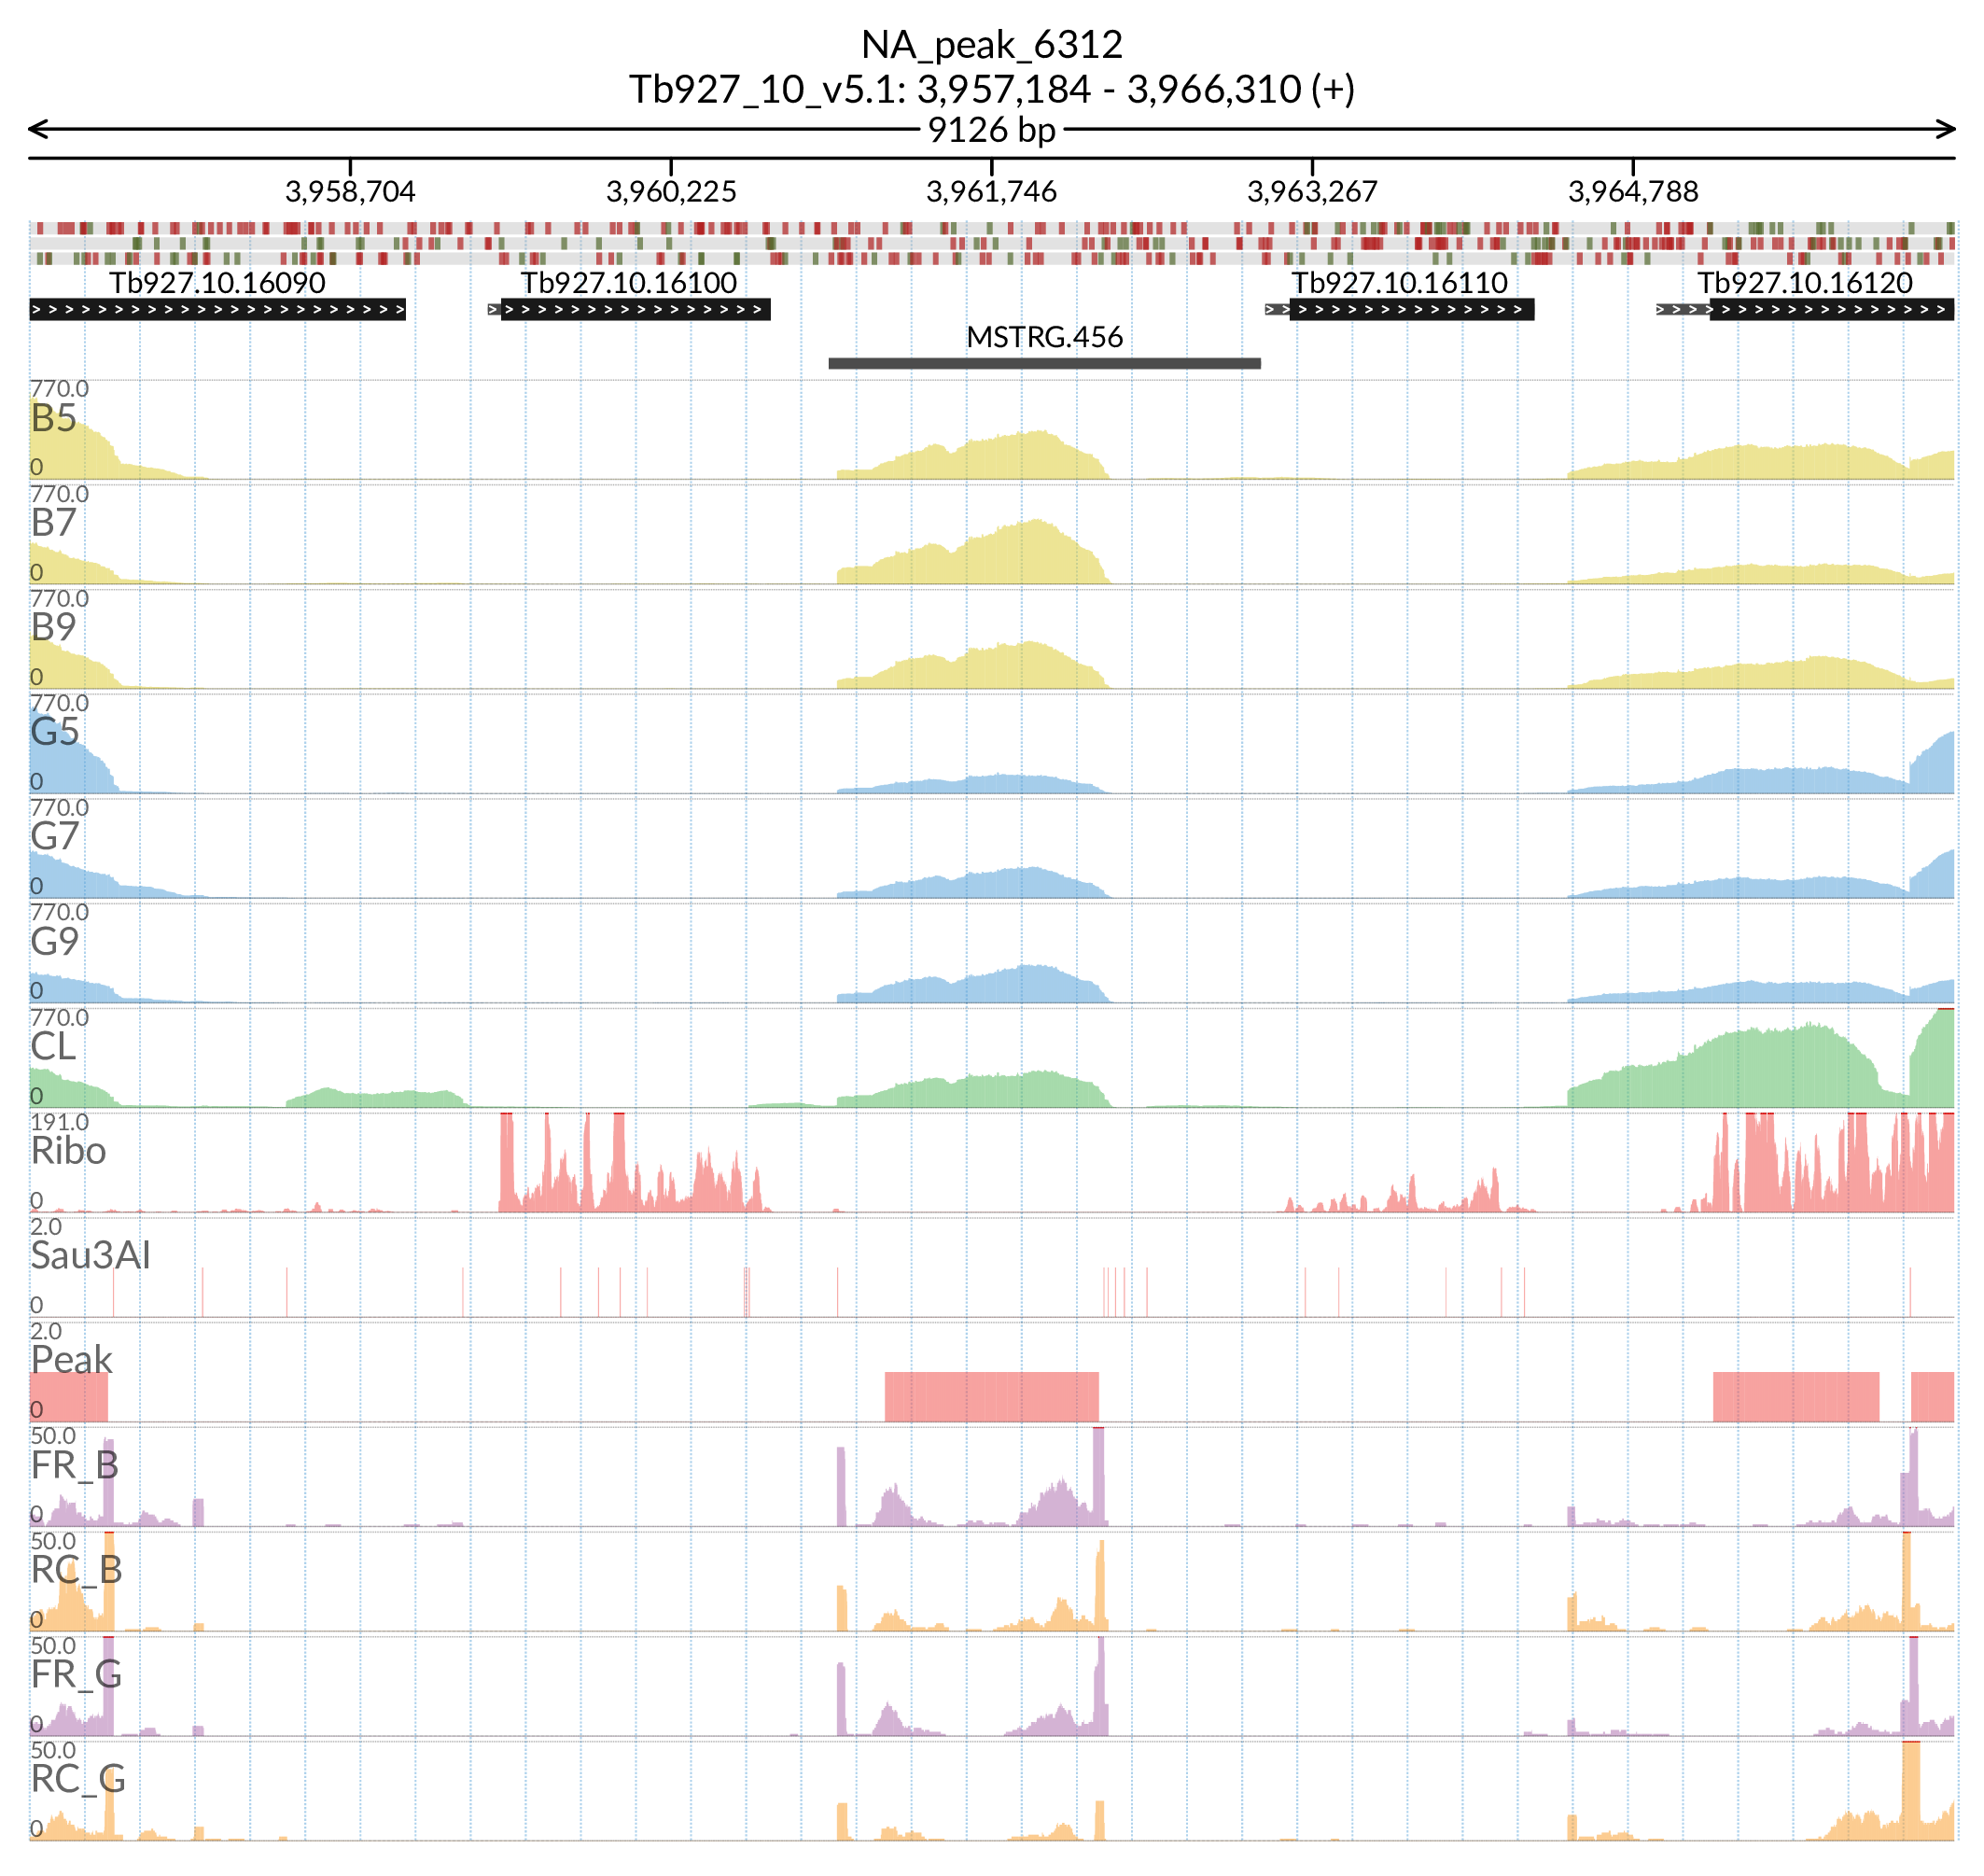 NA_peak_6312
Tb927_10_v5.1: 3,957,184 - 3,966,310 (+)
9126 bp
3,958,704 3,960,225 3,961,746 3,963,267 3,964,788
Tb927.10.16090 Tb927.10.16100 Tb927.10.16110 Tb927.10.16120
MSTRG.456
770.0
B5
0
770.0
B7
0
770.0
B9
0
770.0
G5
0
770.0
G7
0
770.0
G9
0
770.0
CL
0
191.0
Ribo
0
2.0
Sau3AI
0
2.0
Peak
0
50.0
FR_B
0
50.0
RC_B
0
50.0
FR_G
0
50.0
RC_G
0